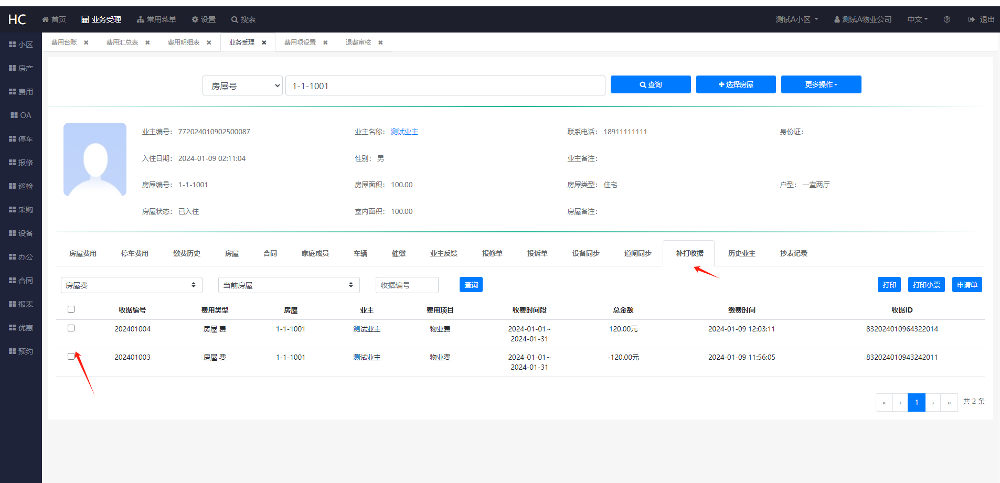 HC 首页 业务受理 常用菜单 设置 搜索 测试A小区 测试A物业公司 中文 退出
小区
房产
费用
OA
停车
报修
巡检
采购
设备
办公
合同
报表
优惠
预约
费用台账 × 费用汇总表 × 费用明细表 × 业务受理 × 费用项设置 × 退费审核 ×
房屋号 1-1-1001 查询 选择房屋 更多操作
业主编号： 772024010902500087 业主名称： 测试业主 联系电话： 18911111111 身份证：
入住日期： 2024-01-09 02:11:04 性别： 男 业主备注：
房屋编号： 1-1-1001 房屋面积： 100.00 房屋类型： 住宅 户型： 一室两厅
房屋状态： 已入住 室内面积： 100.00 房屋备注：
房屋费用 停车费用 缴费历史 房屋 合同 家庭成员 车辆 催缴 业主反馈 报修单 投诉单 设备同步 道闸同步 补打收据 历史业主 抄表记录
房屋费 当前房屋 收据编号 查询 打印 打印小票 申请单
收据编号 费用类型 房屋 业主 费用项目 收费时间段 总金额 缴费时间 收据ID
202401004 房屋 费 1-1-1001 测试业主 物业费 2024-01-01~ 120.00元 2024-01-09 12:03:11 832024010964322014
2024-01-31
202401003 房屋 费 1-1-1001 测试业主 物业费 2024-01-01~ -120.00元 2024-01-09 11:56:05 832024010943242011
2024-01-31
« ‹ 1 › » 共 2 条